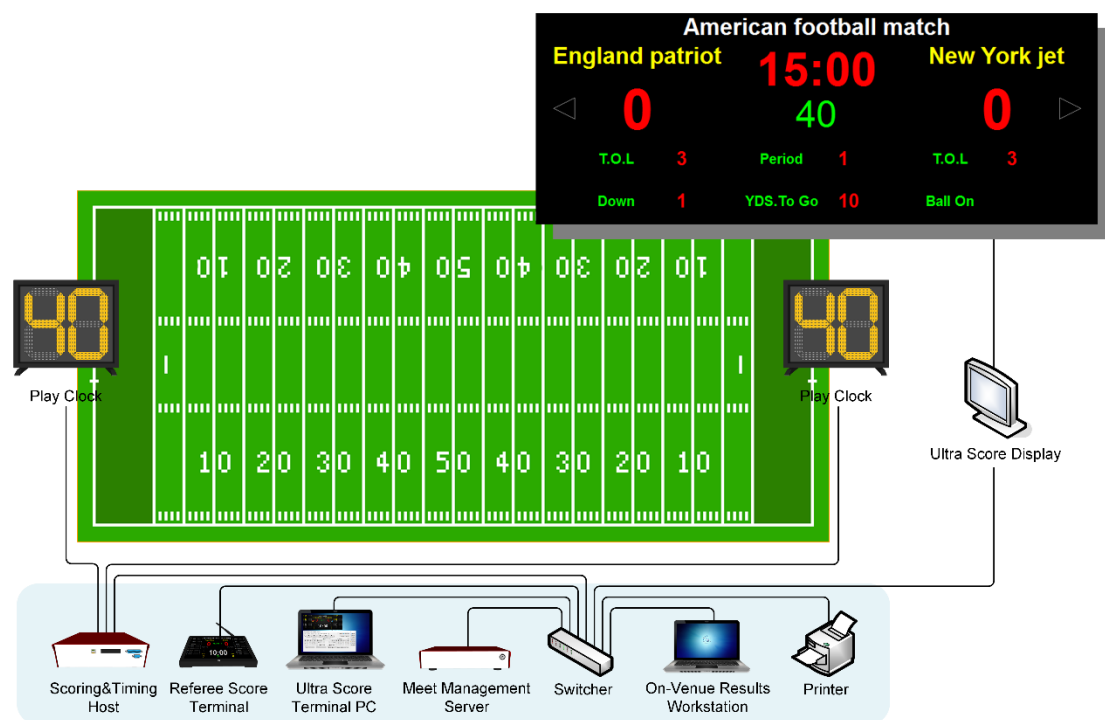 American football match
England patriot
15:00
New York jet
0
40
0
T.O.L 3 Period 1 T.O.L 3
Down 1 YDS.To Go 10 Ball On
10 20 30 40 50 40 30 20 10
40
40
Play Clock
Play Clock
Ultra Score Display
10 20 30 40 50 40 30 20 10
10:00
Scoring&Timing
Host
Referee Score
Terminal
Ultra Score
Terminal PC
Meet Management
Server
Switcher
On-Venue Results
Workstation
Printer